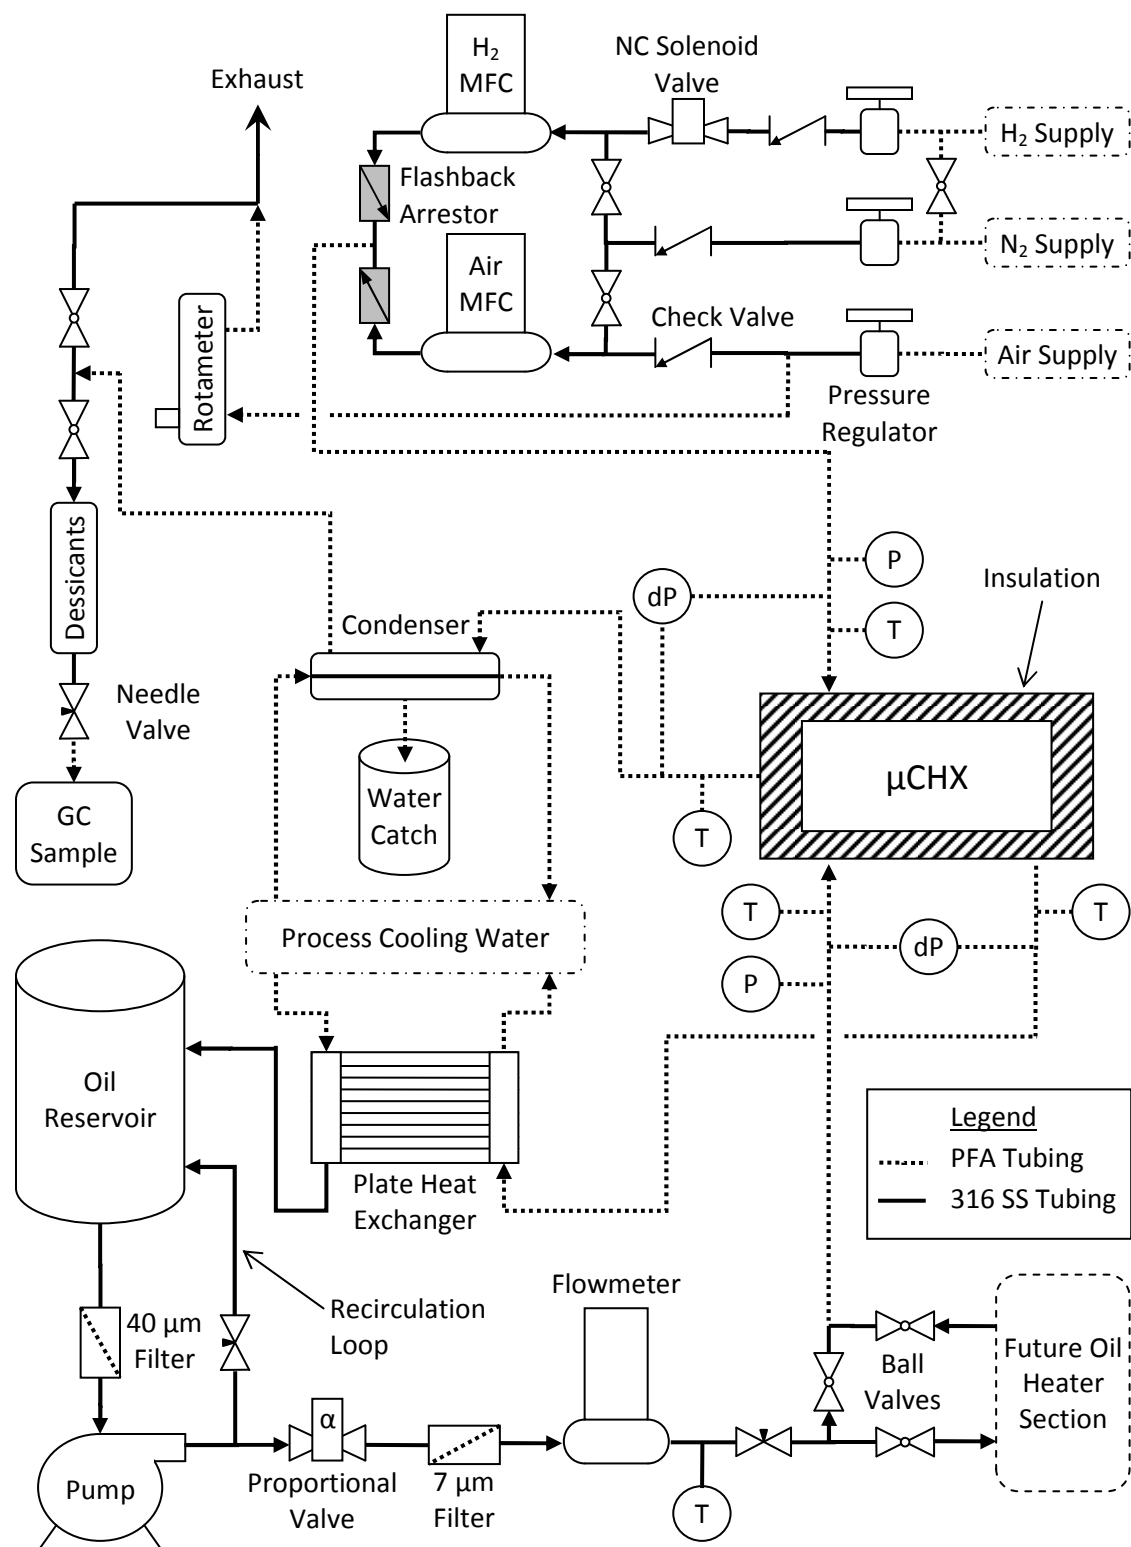 H2
MFC
NC Solenoid
Valve
Exhaust
H2 Supply
Flashback
Arrestor
N2 Supply
Air
MFC
Rotameter
Check Valve
Air Supply
Pressure
Regulator
Dessicants
P
Insulation
dP
T
Condenser
Needle
Valve
µCHX
Water
Catch
GC
Sample
T
T
T
Process Cooling Water
dP
P
Oil
Reservoir
Legend
PFA Tubing
316 SS Tubing
Plate Heat
Exchanger
Flowmeter
Recirculation
Loop
40 µm
Filter
Future Oil
Heater
Section
Ball
Valves
α
Pump
Proportional
Valve
7 µm
Filter
T